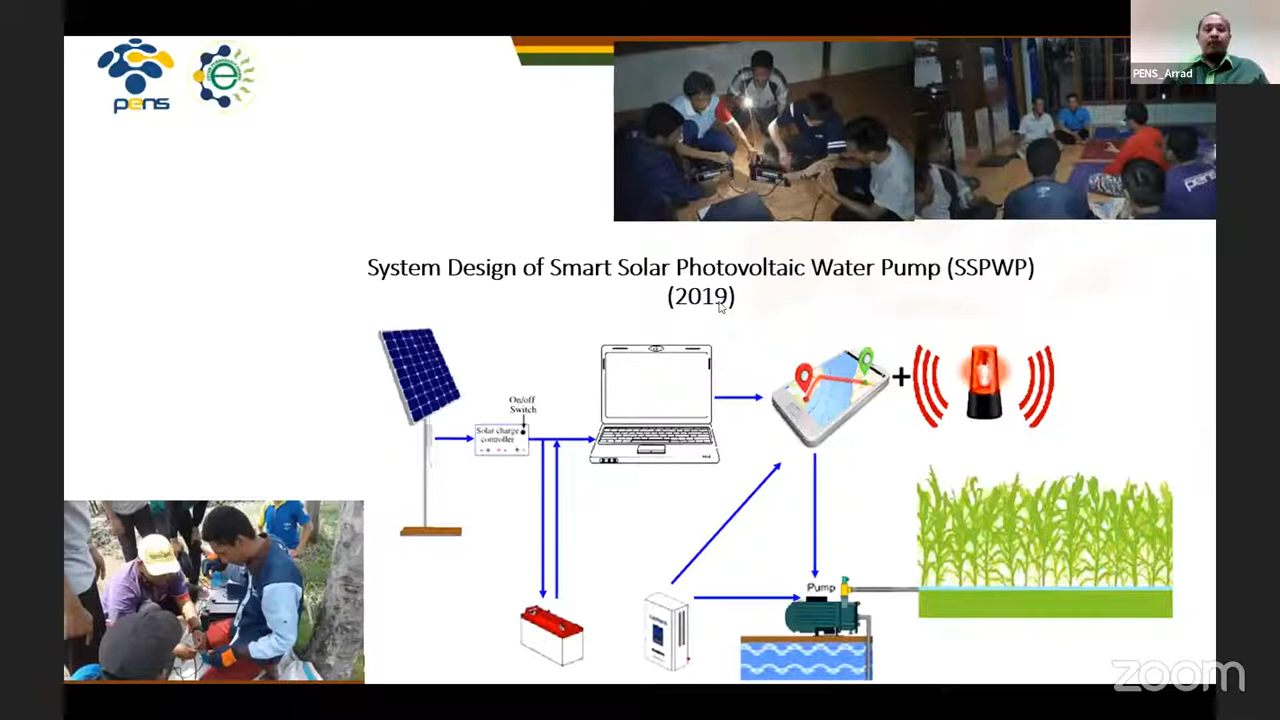 pens
e
PENS_Arrad
pens
System Design of Smart Solar Photovoltaic Water Pump (SSPWP)
(2019)
On/off
Switch
Solar charge
controller
Pump
zoom